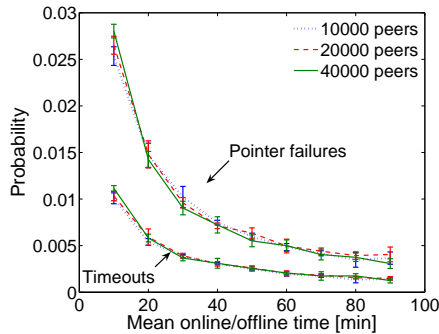 0.03
0.025
0.02
0.015
0.01
0.005
0
Probability
10000 peers
20000 peers
40000 peers
Pointer failures
Timeouts
0 20 40 60 80 100
Mean online/offline time [min]